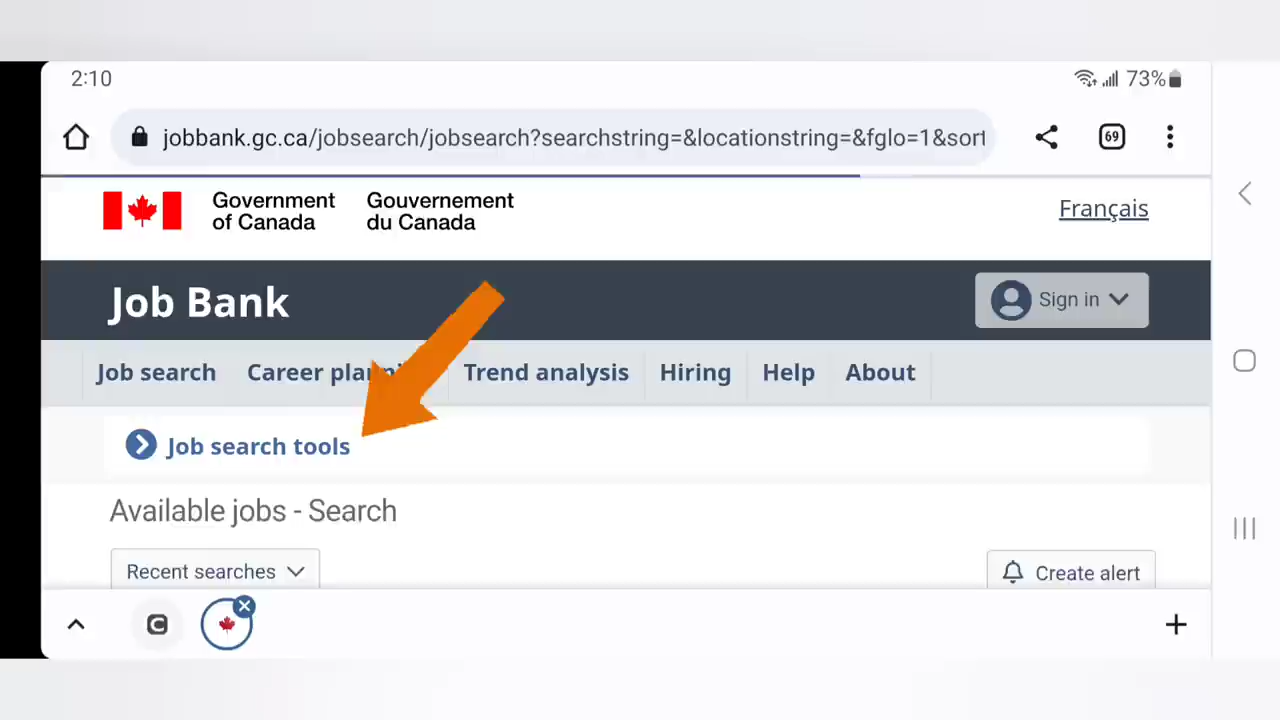 2:10
73%
jobbank.gc.ca/jobsearch/jobsearch?searchstring=&locationstring=&fglo=1&sort
69
Government of Canada
Gouvernement du Canada
Français
Job Bank
Sign in
Job search Career Trend analysis Hiring Help About
Job search tools
Available jobs - Search
Recent searches
Create alert